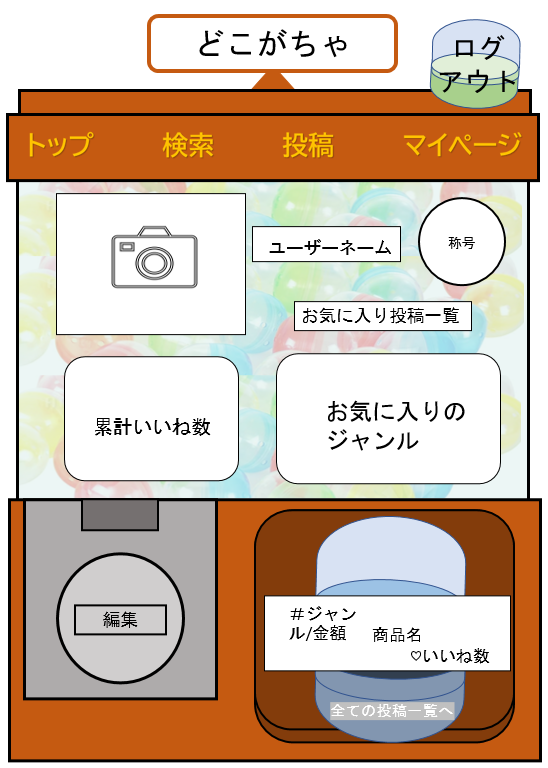 どこがちゃ
ログ
アウト
トップ 検索 投稿 マイページ
ユーザーネーム
称号
お気に入り投稿一覧
累計いいね数
お気に入りの
ジャンル
編集
＃ジャン
ル/金額
商品名
♡いいね数
全ての投稿一覧へ